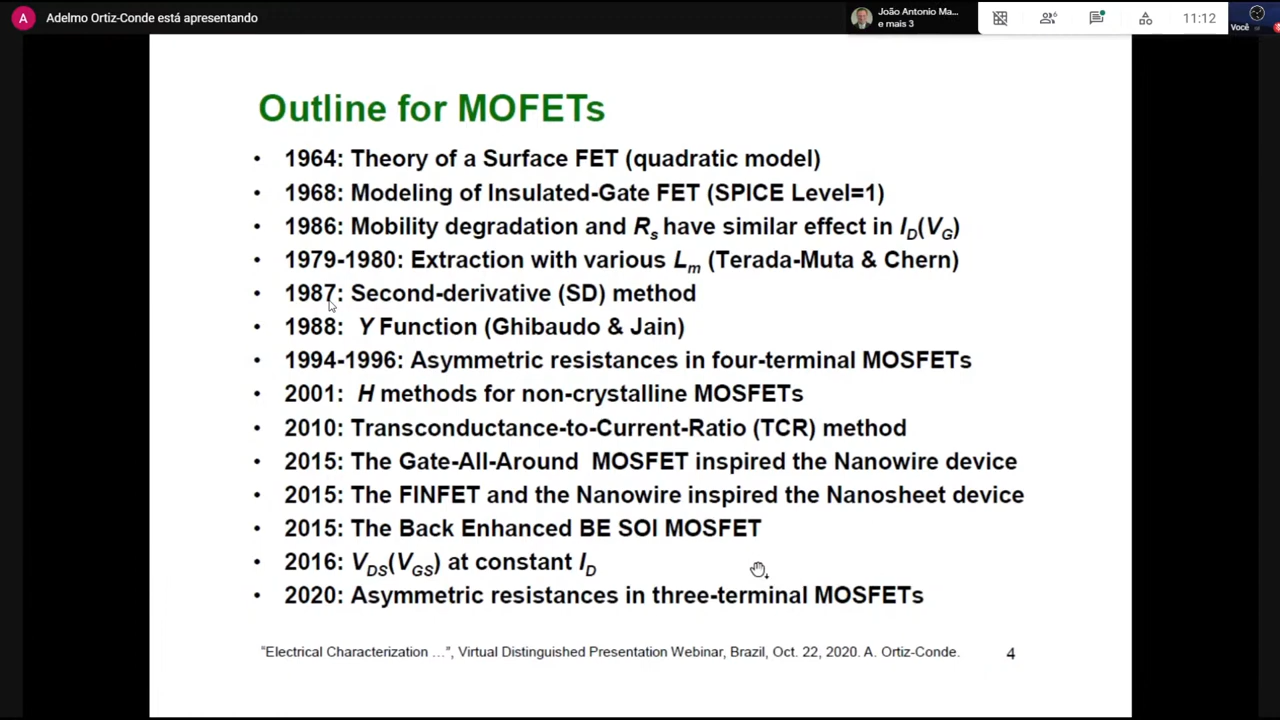 A
Adelmo Ortiz-Conde está apresentando
João Antonio Ma...
e mais 3
6
11:12
Você
Outline for MOFETs
• 1964: Theory of a Surface FET (quadratic model)
• 1968: Modeling of Insulated-Gate FET (SPICE Level=1)
• 1986: Mobility degradation and Rs have similar effect in ID(VG)
• 1979-1980: Extraction with various Lm (Terada-Muta & Chern)
• 1987: Second-derivative (SD) method
• 1988: Y Function (Ghibaudo & Jain)
• 1994-1996: Asymmetric resistances in four-terminal MOSFETs
• 2001: H methods for non-crystalline MOSFETs
• 2010: Transconductance-to-Current-Ratio (TCR) method
• 2015: The Gate-All-Around MOSFET inspired the Nanowire device
• 2015: The FINFET and the Nanowire inspired the Nanosheet device
• 2015: The Back Enhanced BE SOI MOSFET
• 2016: VDS(VGS) at constant ID
• 2020: Asymmetric resistances in three-terminal MOSFETs
“Electrical Characterization ...”, Virtual Distinguished Presentation Webinar, Brazil, Oct. 22, 2020. A. Ortiz-Conde.
4